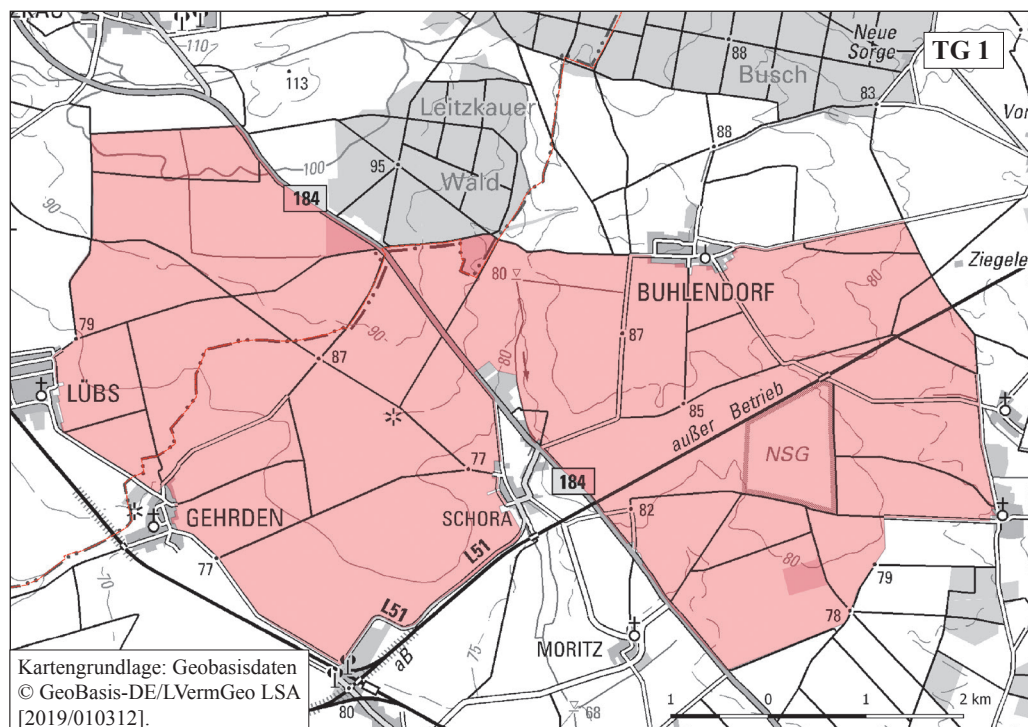 ZKAU
110
113
Leitzkauer
Wald
95
100
90
184
Neue
Sorge
TG 1
88
Busch
83
88
Vor
80
80
BUHLENDORF
80
Ziegele
87
90
87
79
LÜBS
85
außer Betrieb
NSG
77
184
SCHORA
82
GEHRDEN
77
L51
L51
80
79
78
70
aB
75
MORITZ
68
80
Kartengrundlage: Geobasisdaten
© GeoBasis-DE/LVermGeo LSA
[2019/010312].
1 0 1 2 km